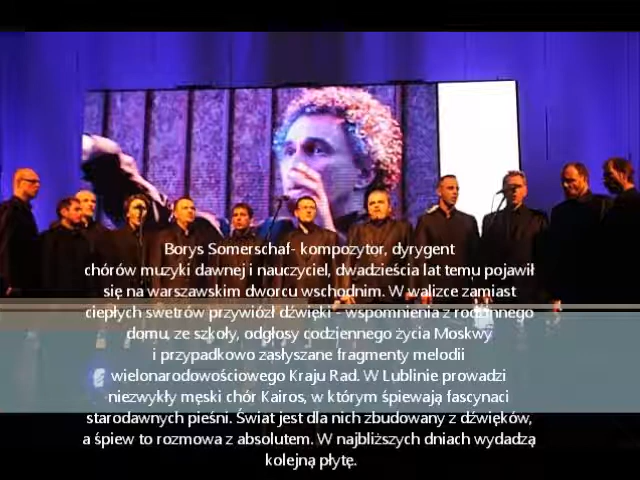 Borys Somerschaf- kompozytor, dyrygent
chórów muzyki dawnej i nauczyciel, dwadzieścia lat temu pojawił
się na warszawskim dworcu wschodnim. W walizce zamiast
ciepłych swetrów przywiózł dźwięki - wspomnienia z rodzinnego
domu, ze szkoły, odgłosy codziennego życia Moskwy
i przypadkowo zasłyszane fragmenty melodii
wielonarodowościowego Kraju Rad. W Lublinie prowadzi
niezwykły męski chór Kairos, w którym śpiewają fascynaci
starodawnych pieśni. Świat jest dla nich zbudowany z dźwięków,
a śpiew to rozmowa z absolutem. W najbliższych dniach wydadzą
kolejną płytę.